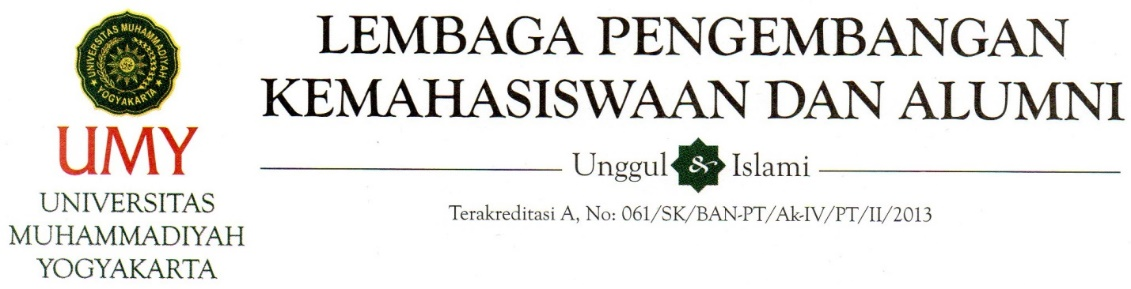 UNIVERSITAS MUHAMMADIYAH
YOGYAKARTA
UMY
UNIVERSITAS
MUHAMMADIYAH
YOGYAKARTA
LEMBAGA PENGEMBANGAN
KEMAHASISWAAN DAN ALUMNI
Unggul & Islami
Terakreditasi A, No: 061/SK/BAN-PT/Ak-IV/PT/II/2013